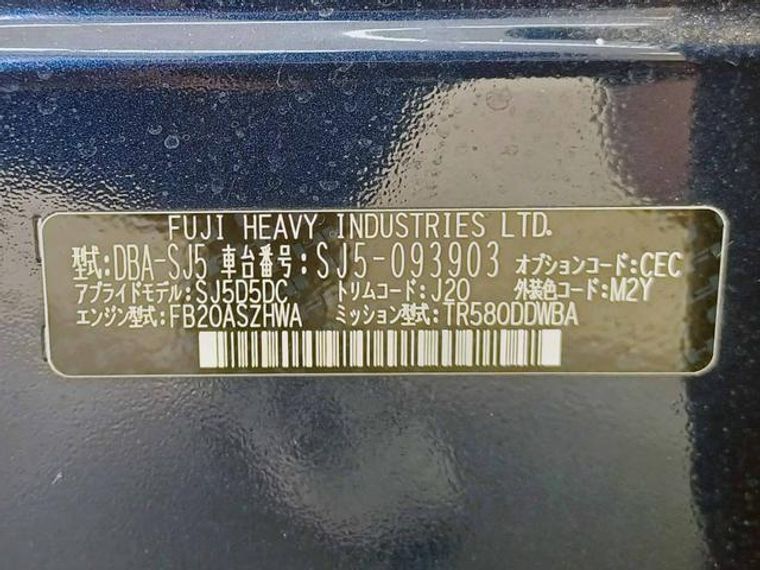 FUJI HEAVY INDUSTRIES LTD.
型式:DBA-SJ5 車台番号:SJ5-093903 オプションコード:CEC
アプライドモデル:SJ5D5DC トリムコード:J20 外装色コード:M2Y
エンジン型式:FB20ASZHWA ミッション型式:TR580DDWBA